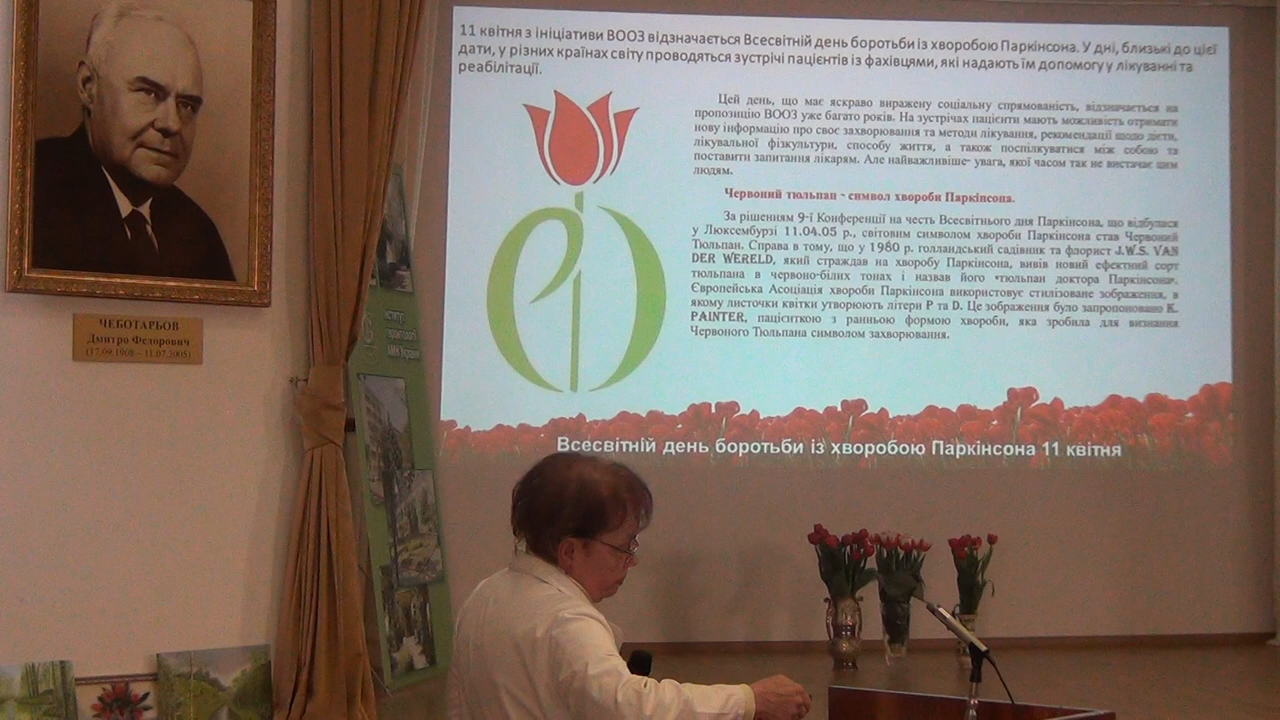 11 квітня з ініціативи ВООЗ відзначається Всесвітній день боротьби із хворобою Паркінсона. У дні, близькі до цієї
дати, у різних країнах світу проводяться зустрічі пацієнтів із фахівцями, які надають їм допомогу у лікуванні та
реабілітації.
Цей день, що має яскраво виражену соціальну спрямованість, відзначається на
пропозицію ВООЗ уже багато років. На зустрічах пацієнти мають можливість отримати
нову інформацію про своє захворювання та методи лікування, рекомендації щодо дієти,
лікувальної фізкультури, способу життя, а також поспілкуватися між собою та
поставити запитання лікарям. Але найважливіше- увага, якої часом так не вистачає цим
людям.
Червоний тюльпан - символ хвороби Паркінсона.
За рішенням 9-ї Конференції на честь Всесвітнього дня Паркінсона, що відбулася
у Люксембурзі 11.04.05 р., світовим символом хвороби Паркінсона став Червоний
Тюльпан. Справа в тому, що у 1980 р. голландський садівник та флорист J.W.S. VAN
DER WERELD, який страждав на хворобу Паркінсона, вивів новий ефектний сорт
тюльпана в червоно-білих тонах і назвав його «тюльпан доктора Паркінсона».
Європейська Асоціація хвороби Паркінсона використовує стилізоване зображення, в
якому листочки квітки утворюють літери P та D. Це зображення було запропоновано K.
PAINTER, пацієнткою з ранньою формою хвороби, яка зробила для визнання
Червоного Тюльпана символом захворювання.
Всесвітній день боротьби із хворобою Паркінсона 11 квітня
ЧЕБОТАРЬОВ
Дмитро Федорович
(17.09.1908 – 11.07.2005)